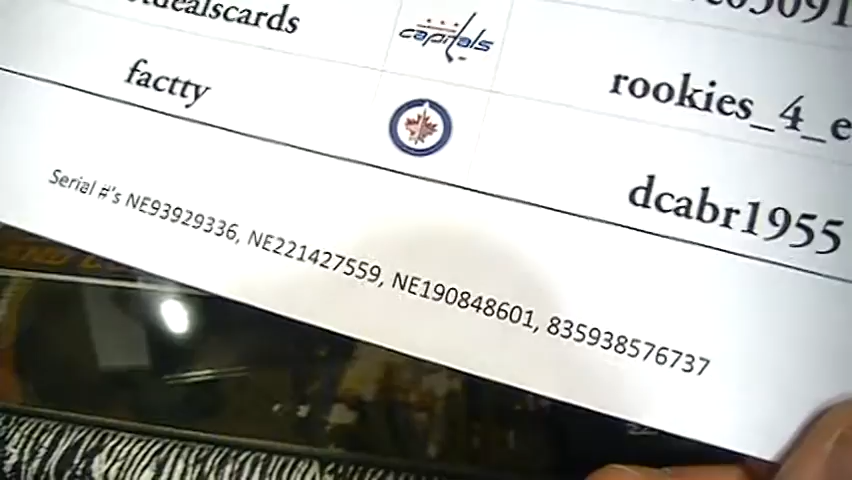 capitals
rookies_4_e
factty
dcabr1955
Serial #'s NE93929336, NE221427559, NE190848601, 835938576737